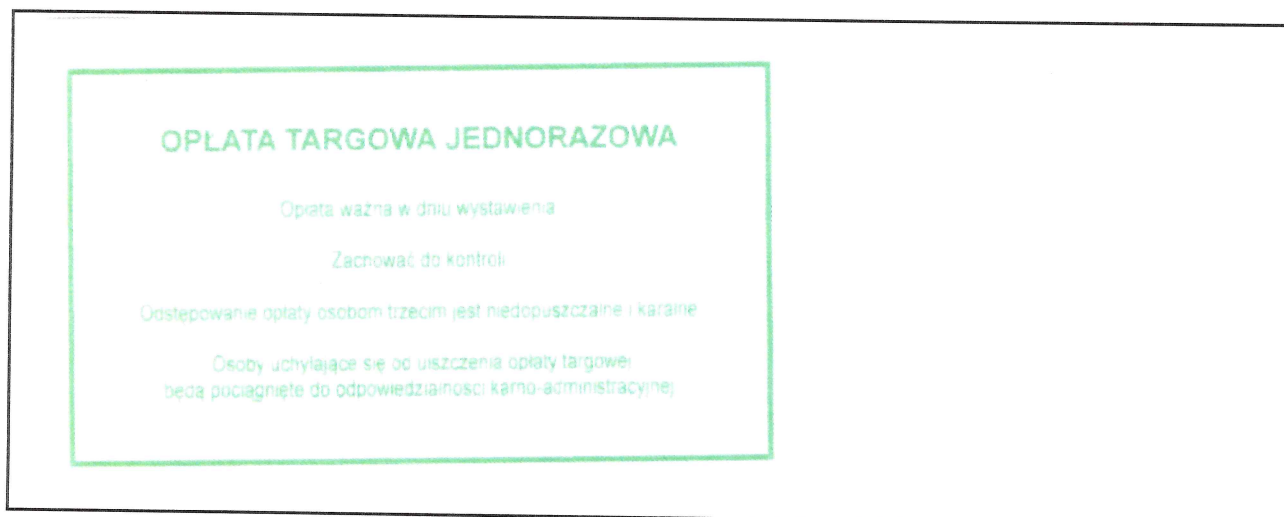 OPŁATA TARGOWA JEDNORAZOWA
Opłata ważna w dniu wystawienia
Zachować do kontroli
Odstępowanie opłaty osobom trzecim jest niedopuszczalne i karalne
Osoby uchylające się od uiszczenia opłaty targowej
będą pociągnięte do odpowiedzialności karno-administracyjnej